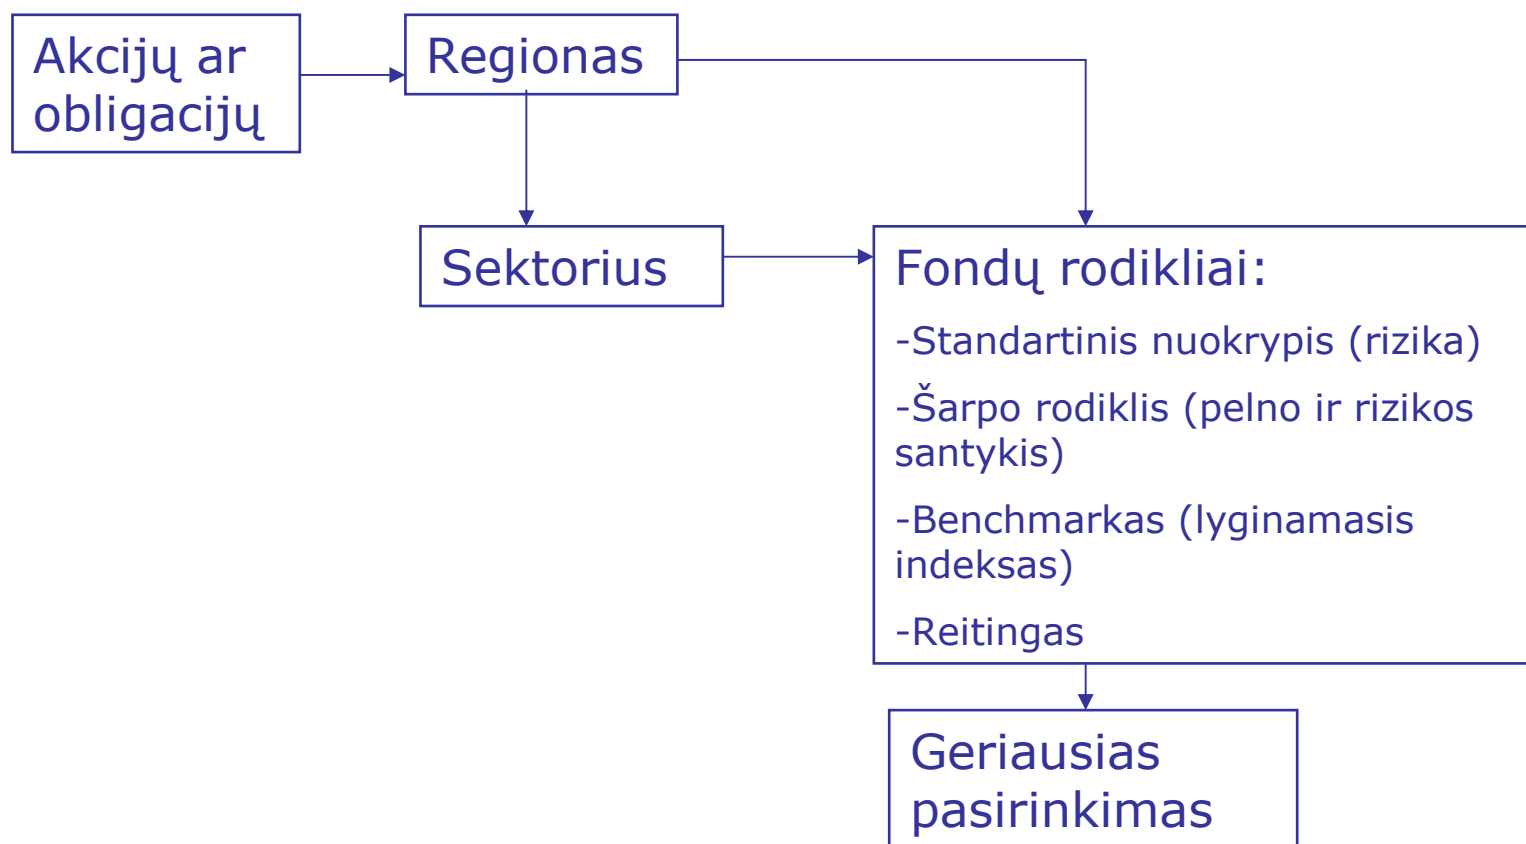 Akcijų ar
obligacijų
Regionas
Sektorius
Fondų rodikliai:
-Standartinis nuokrypis (rizika)
-Šarpo rodiklis (pelno ir rizikos
santykis)
-Benchmarkas (lyginamasis
indeksas)
-Reitingas
Geriausias
pasirinkimas